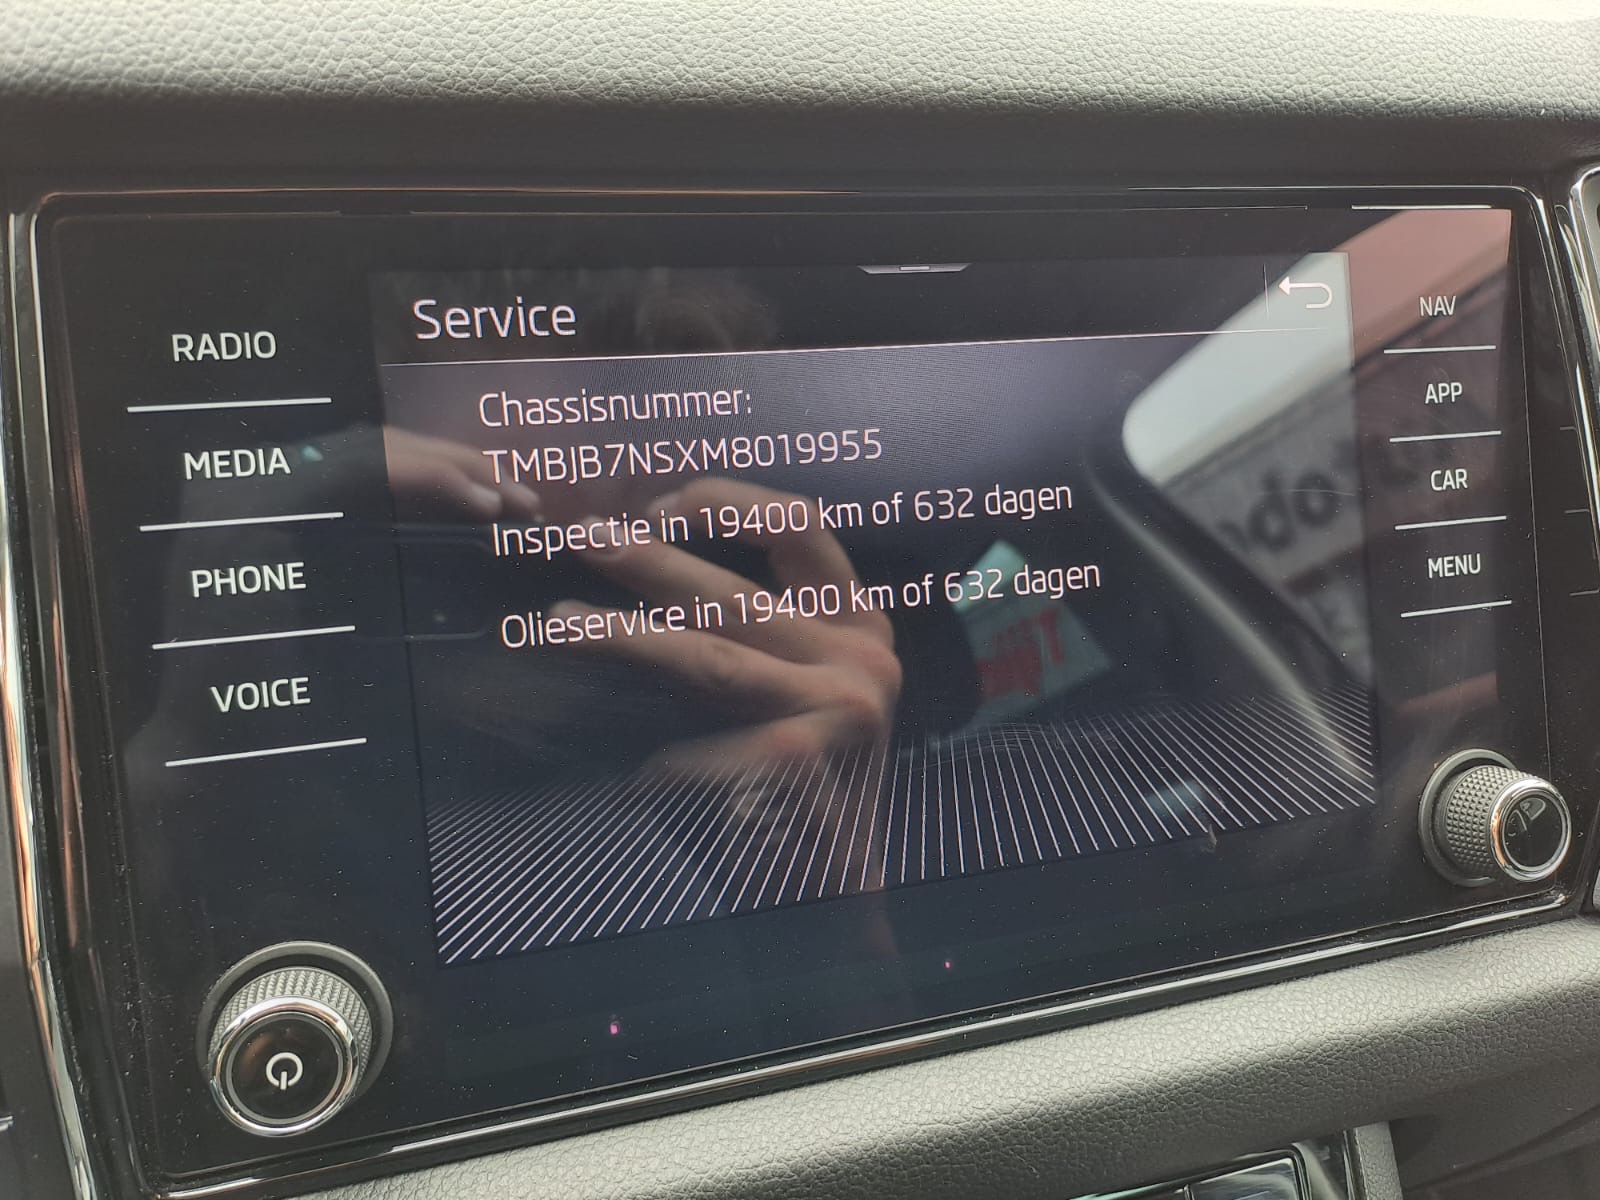 Service
Chassisnummer:
TMBJB7NSXM8019955
Inspectie in 19400 km of 632 dagen
Olieservice in 19400 km of 632 dagen
RADIO
MEDIA
PHONE
VOICE
NAV
APP
CAR
MENU